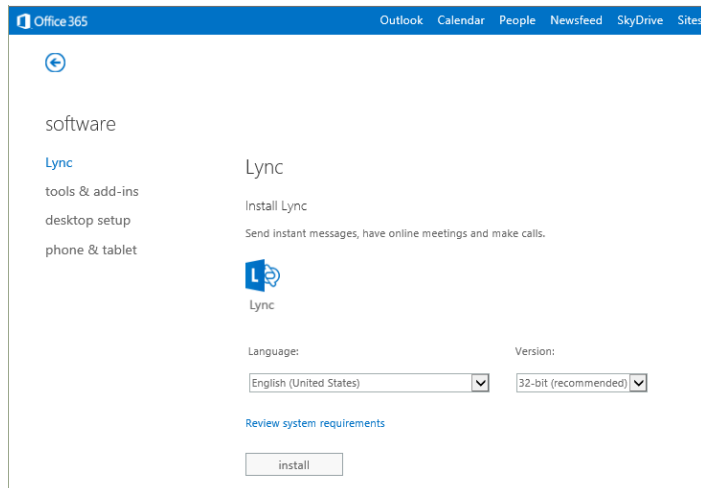 Office 365 Outlook Calendar People Newsfeed SkyDrive Sites
software
Lync
tools & add-ins
desktop setup
phone & tablet
Lync
Install Lync
Send instant messages, have online meetings and make calls.
L
Lync
Language: Version:
English (United States) 32-bit (recommended)
Review system requirements
install